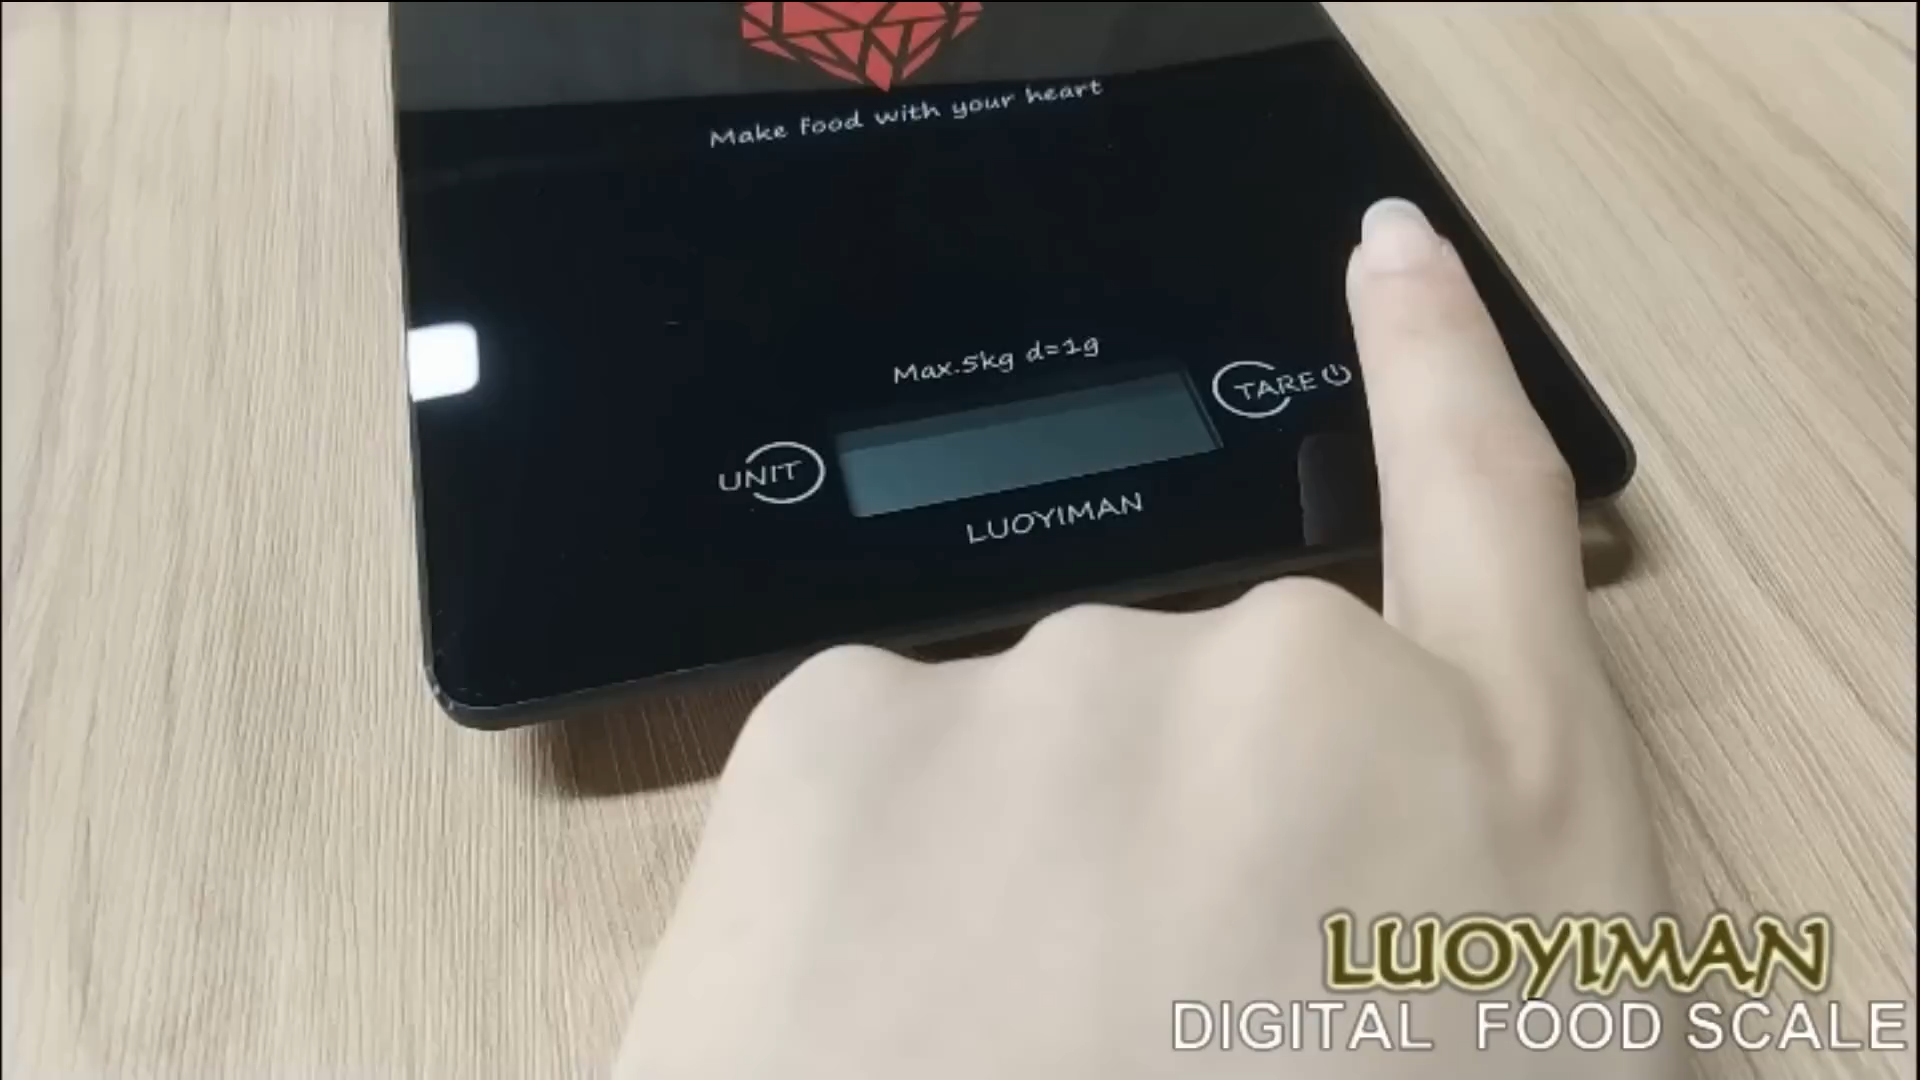 Make food with your heart
Max.5kg d=1g
TARE
UNIT
LUOYIMAN
LUOYIMAN
DIGITAL FOOD SCALE